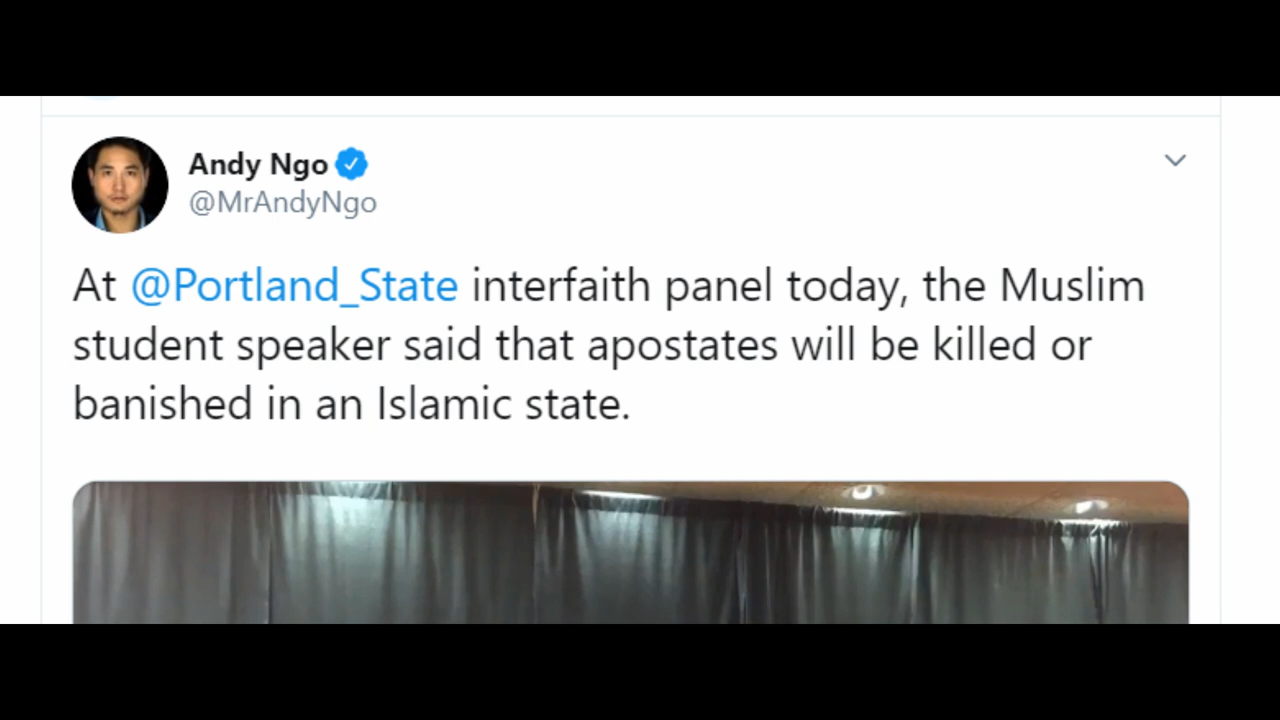 Andy Ngo
@MrAndyNgo
At @Portland_State interfaith panel today, the Muslim
student speaker said that apostates will be killed or
banished in an Islamic state.